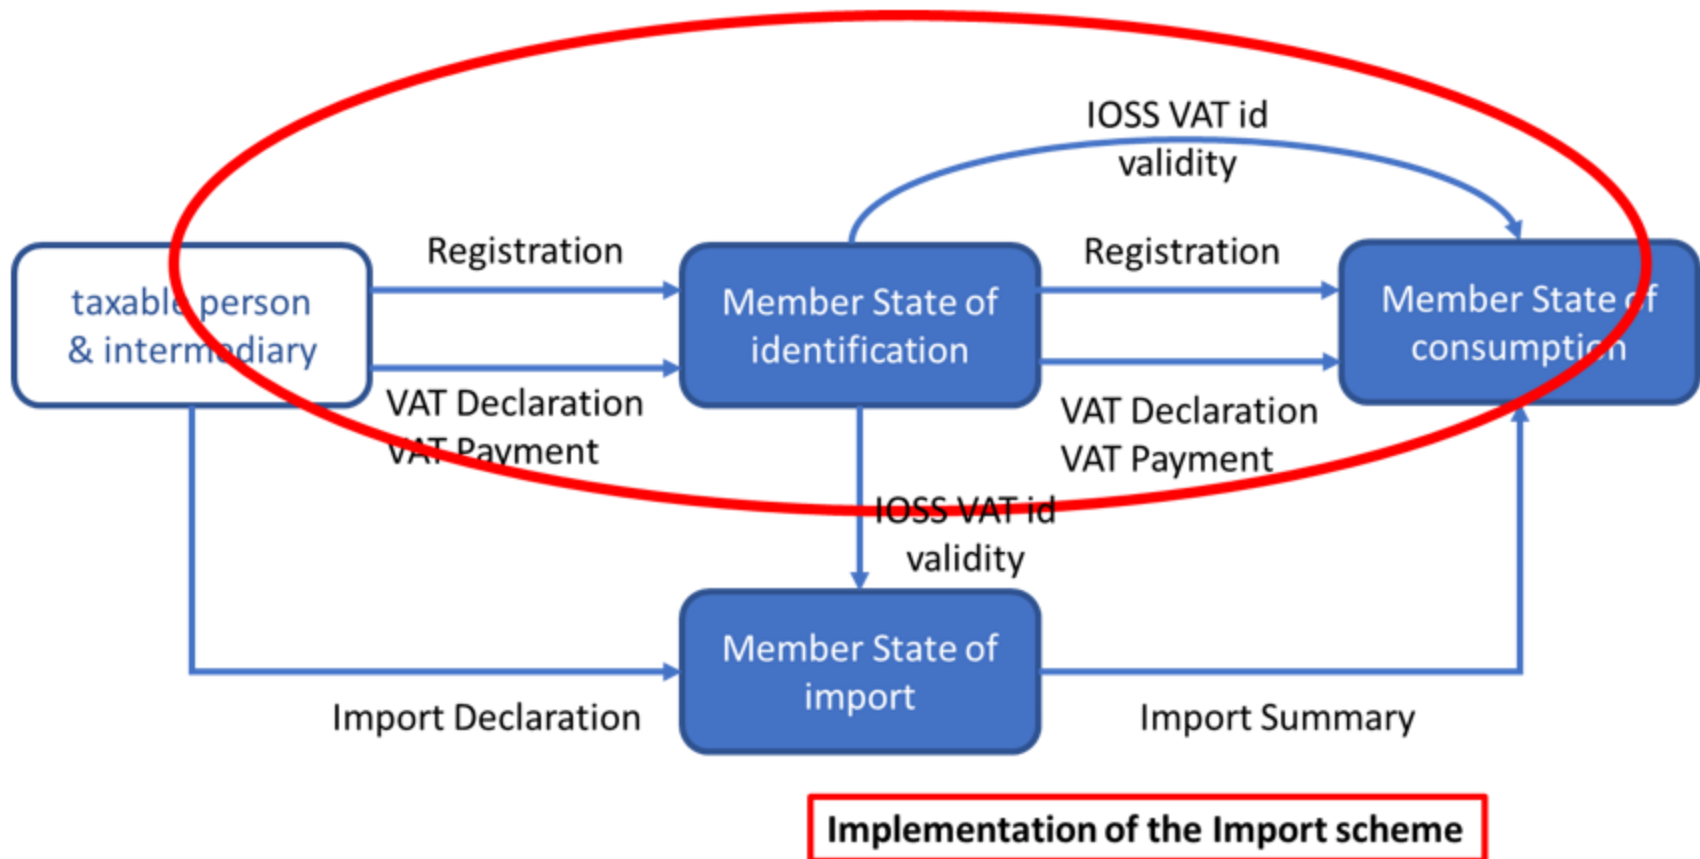 IOSS VAT id
validity
Registration
Registration
taxable person
& intermediary
Member State of
identification
Member State of
consumption
VAT Declaration
VAT Payment
VAT Declaration
VAT Payment
IOSS VAT id
validity
Member State of
import
Import Declaration
Import Summary
Implementation of the Import scheme